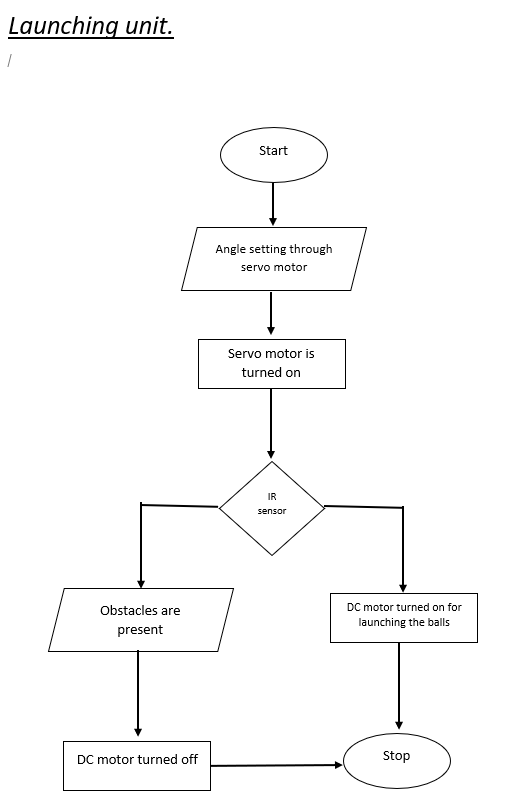 Launching unit.
/
Start
Angle setting through
servo motor
Servo motor is
turned on
IR
sensor
Obstacles are
present
DC motor turned on for
launching the balls
DC motor turned off
Stop